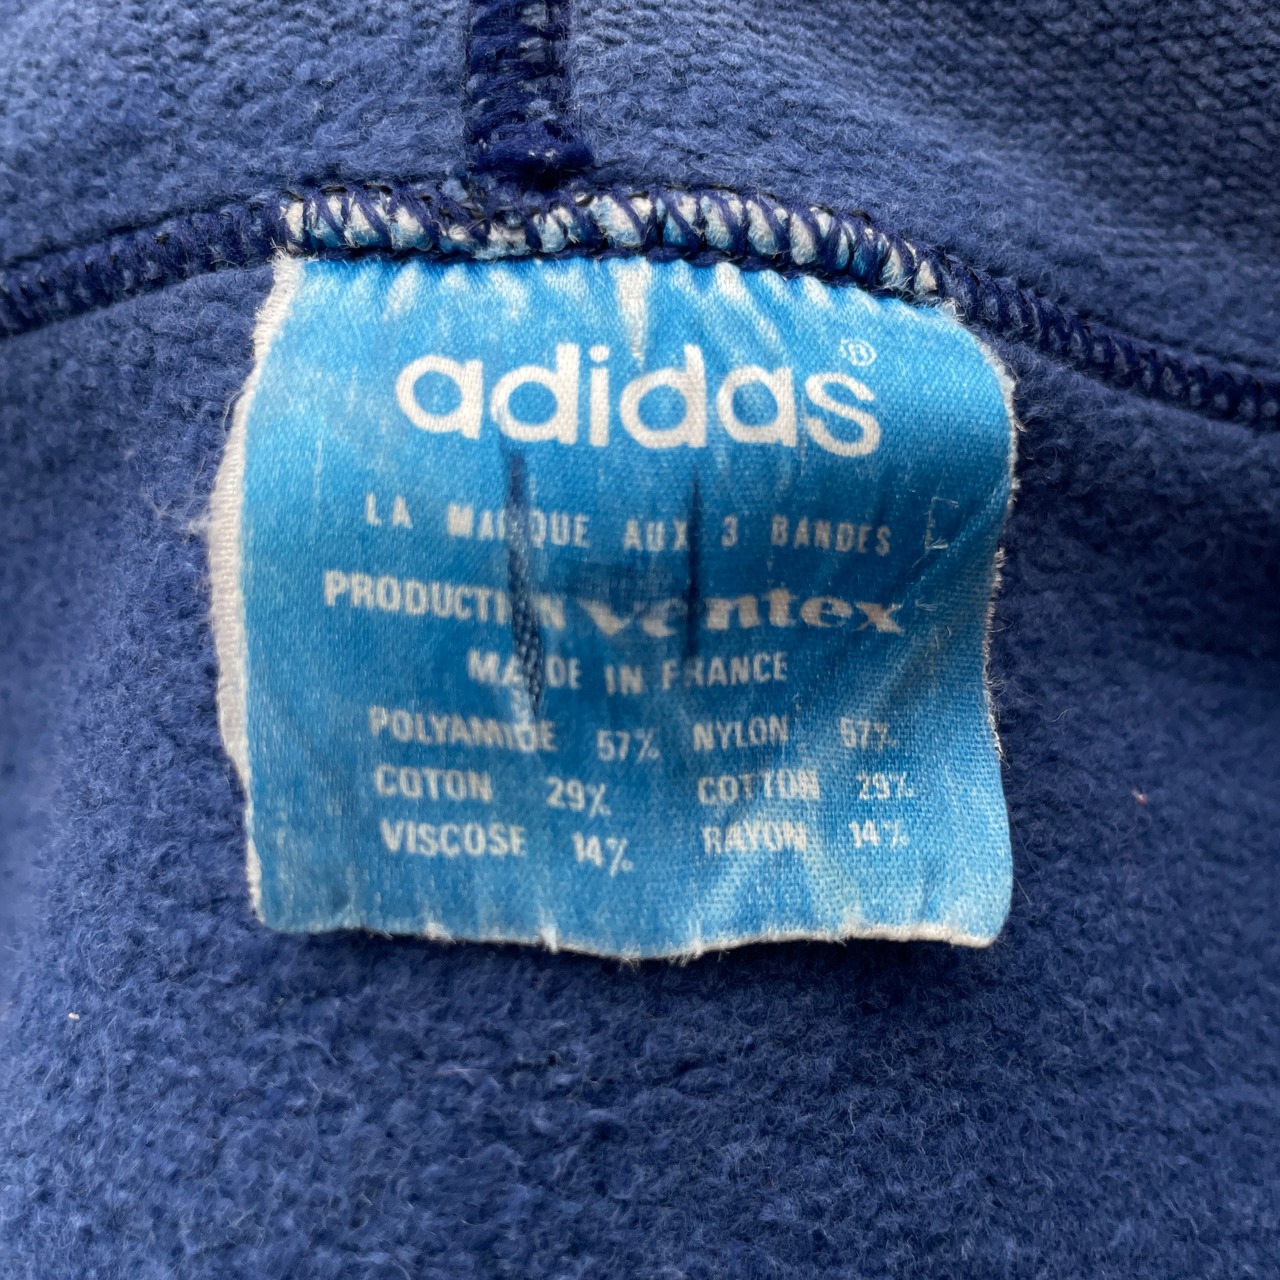 adidas®
LA MARQUE AUX 3 BANDES
PRODUCTION ventex
MADE IN FRANCE
POLYAMIDE 57% NYLON 57%
COTON 29% COTTON 29%
VISCOSE 14% RAYON 14%